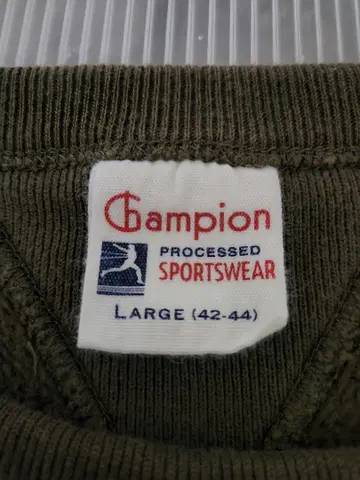 Champion
PROCESSED
SPORTSWEAR
LARGE (42-44)